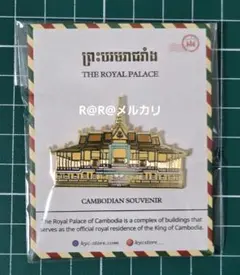 ព្រះបរមរាជវាំង
THE ROYAL PALACE
R@R@メルカリ
CAMBODIAN SOUVENIR
The Royal Palace of Cambodia is a complex of buildings that
serves as the official royal residence of the King of Cambodia.